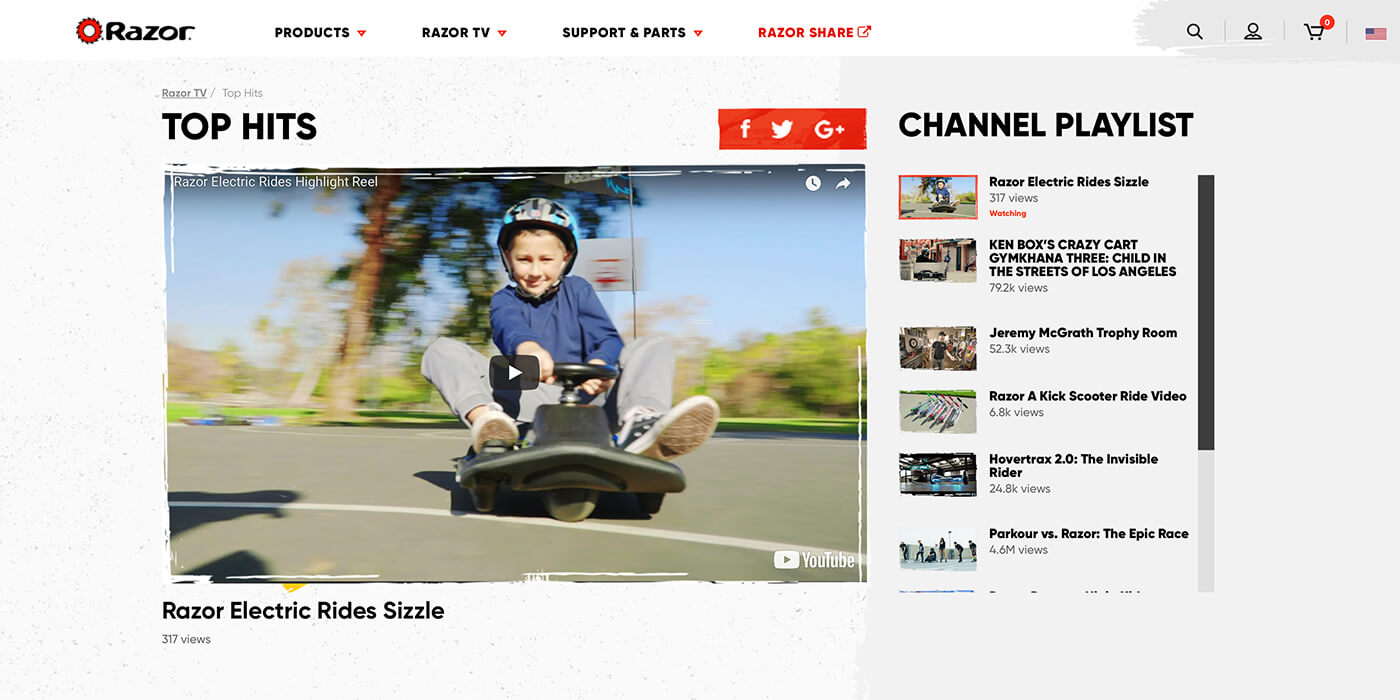 Razor.
PRODUCTS
RAZOR TV
SUPPORT & PARTS
RAZOR SHARE
0
Razor TV / Top Hits
TOP HITS
f
G+
CHANNEL PLAYLIST
Razor Electric Rides Highlight Reel
YouTube
Razor Electric Rides Sizzle
317 views
Razor Electric Rides Sizzle
317 views
Watching
KEN BOX'S CRAZY CART
GYMKHANA THREE: CHILD IN
THE STREETS OF LOS ANGELES
79.2k views
Jeremy McGrath Trophy Room
52.3k views
Razor A Kick Scooter Ride Video
6.8k views
Hovertrax 2.0: The Invisible
Rider
24.8k views
Parkour vs. Razor: The Epic Race
4.6M views